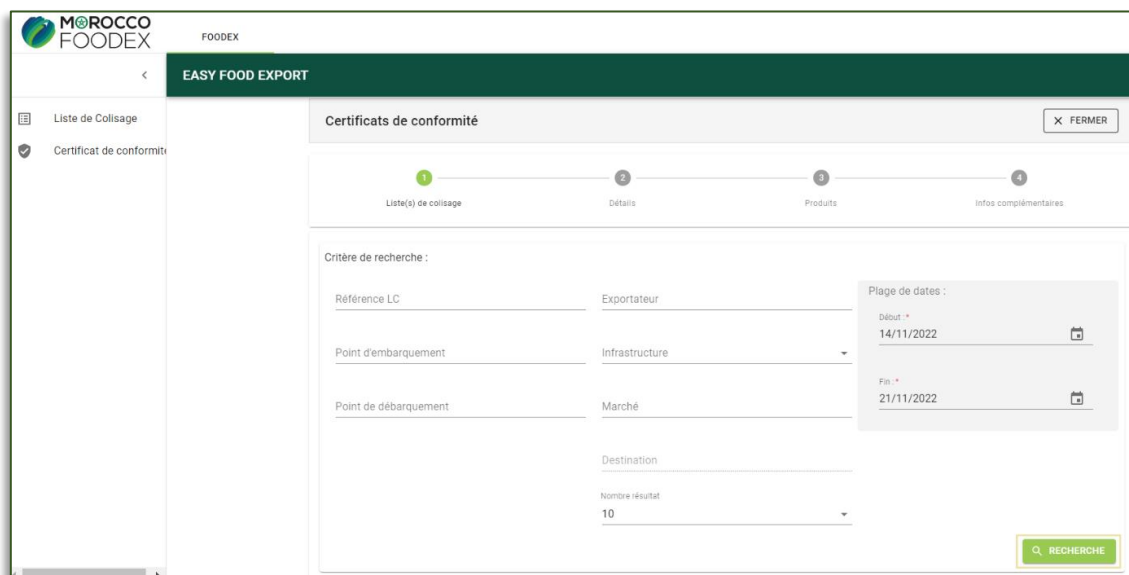 MOROCCO
FOODEX
FOODEX
EASY FOOD EXPORT
Liste de Colisage
Certificat de conformité
Certificats de conformité
FERMER
1
2
3
4
Liste(s) de colisage
Détails
Produits
Infos complémentaires
Critère de recherche :
Référence LC
Exportateur
Plage de dates :
Début : *
14/11/2022
Point d'embarquement
Infrastructure
Fin : *
21/11/2022
Point de débarquement
Marché
Destination
Nombre résultat
10
RECHERCHE